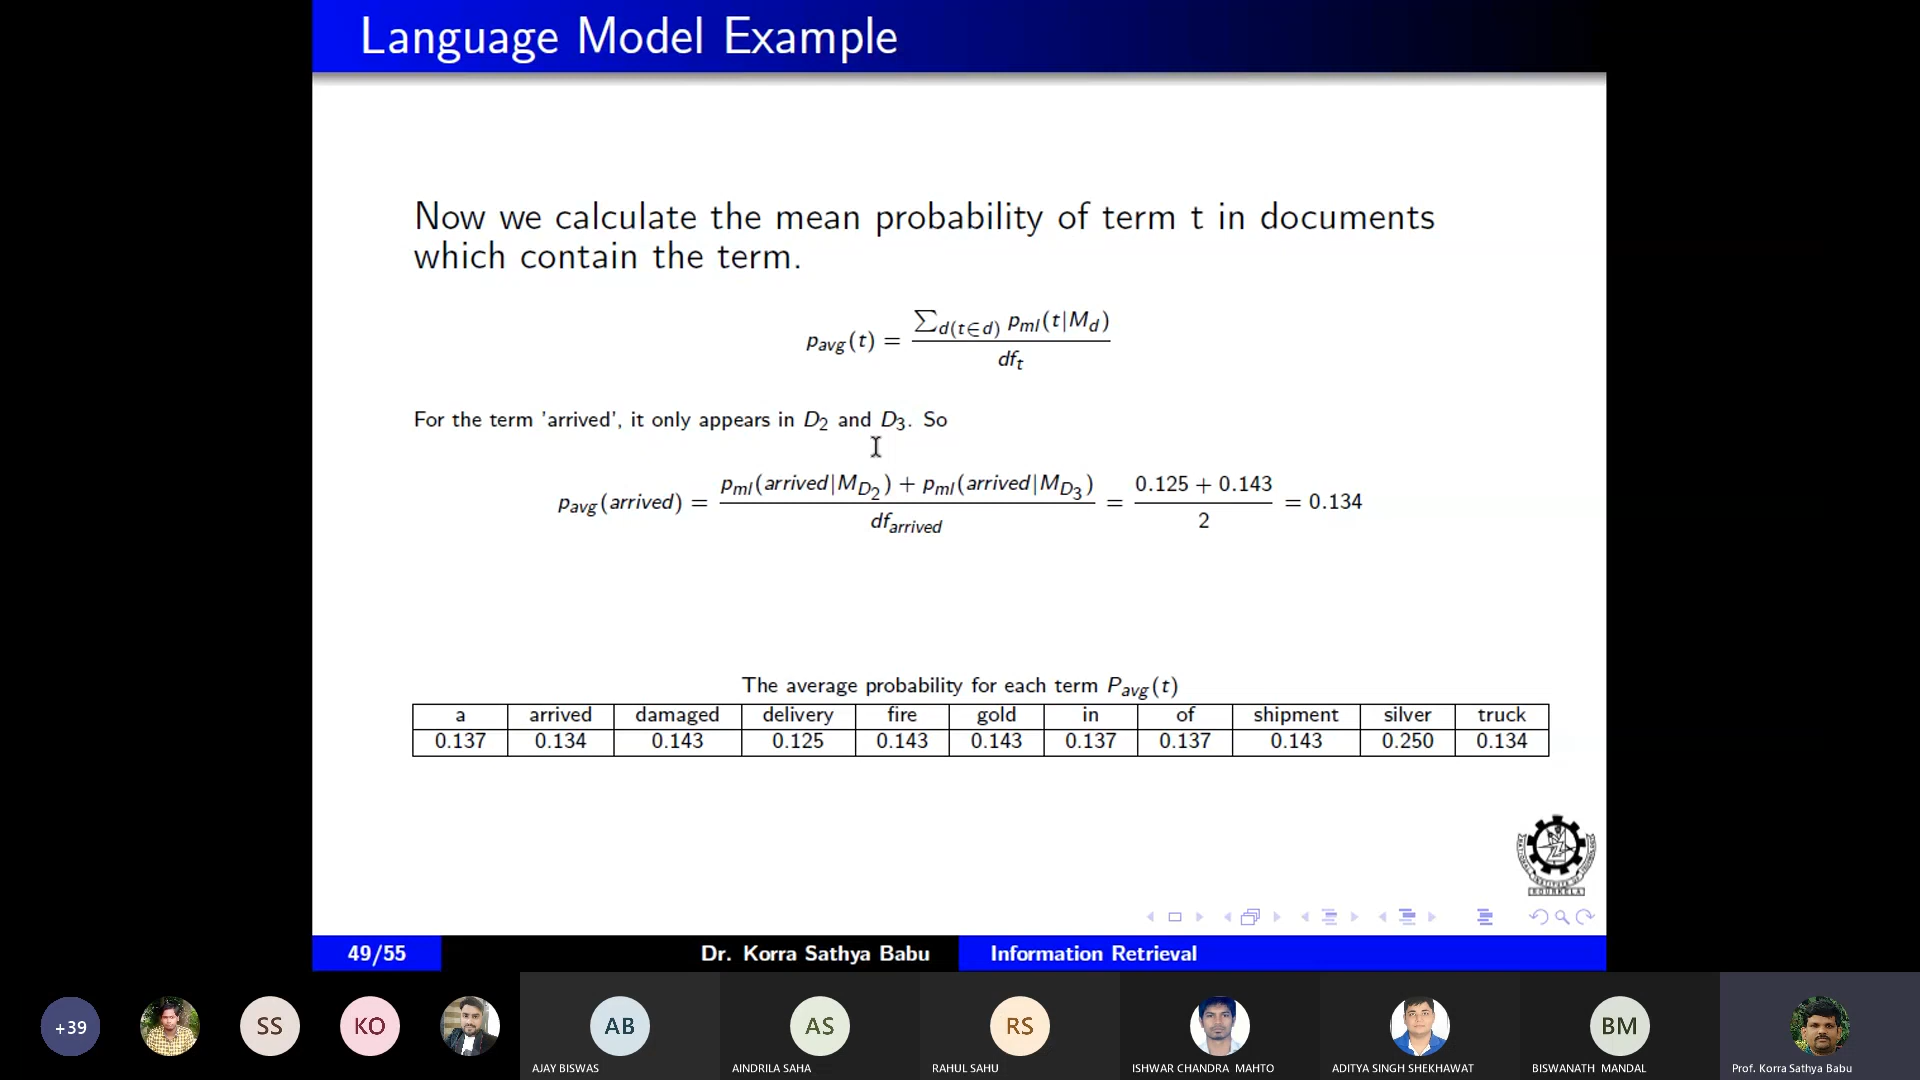 Language Model Example
Now we calculate the mean probability of term t in documents
which contain the term.
p_avg(t) = ∑_d(t∈d) p_ml(t|M_d) / df_t
For the term 'arrived', it only appears in D₂ and D₃. So
p_avg(arrived) = p_ml(arrived|M_D₂) + p_ml(arrived|M_D₃) / df_arrived = 0.125 + 0.143 / 2 = 0.134
The average probability for each term P_avg(t)
a arrived damaged delivery fire gold in of shipment silver truck
0.137 0.134 0.143 0.125 0.143 0.143 0.137 0.137 0.143 0.250 0.134
49/55 Dr. Korra Sathya Babu Information Retrieval
+39 SS KO AB AS RS BM
AJAY BISWAS AINDRILA SAHA RAHUL SAHU ISHWAR CHANDRA MAHTO ADITYA SINGH SHEKHAWAT BISWANATH MANDAL Prof. Korra Sathya Babu